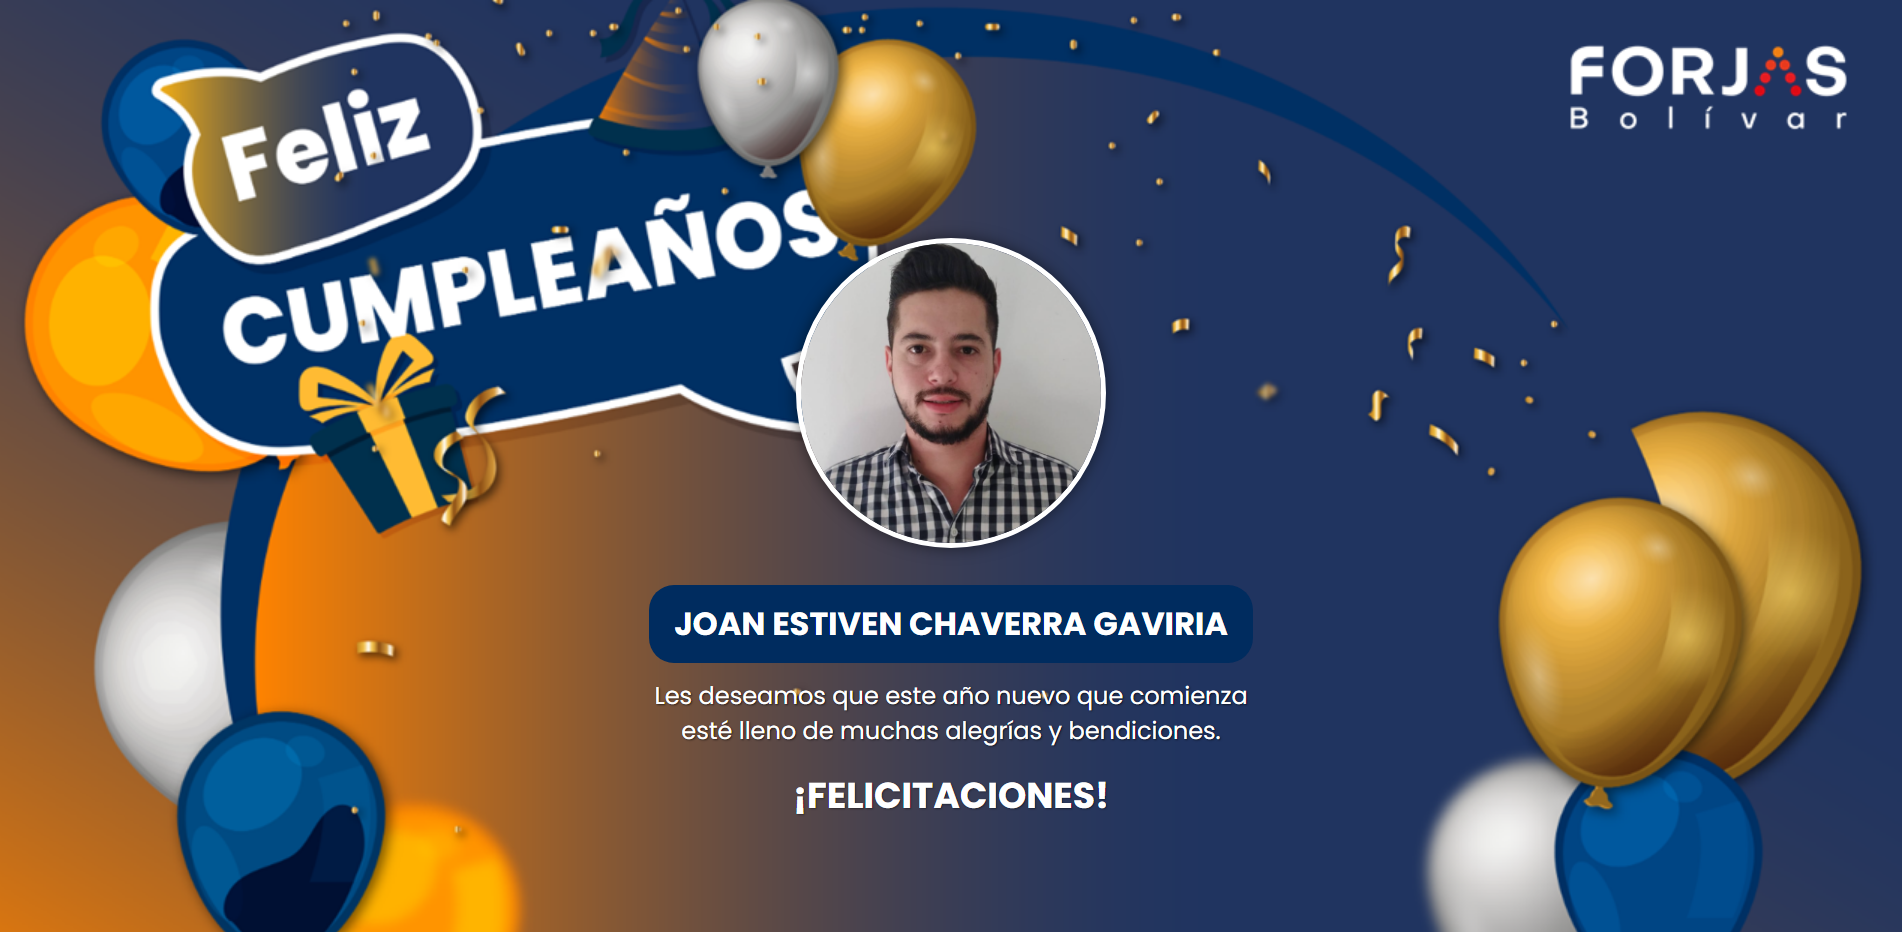 Feliz
CUMPLEAÑOS
FORJAS
Bolívar
JOAN ESTIVEN CHAVERRA GAVIRIA
Les deseamos que este año nuevo que comienza
esté lleno de muchas alegrías y bendiciones.
¡FELICITACIONES!